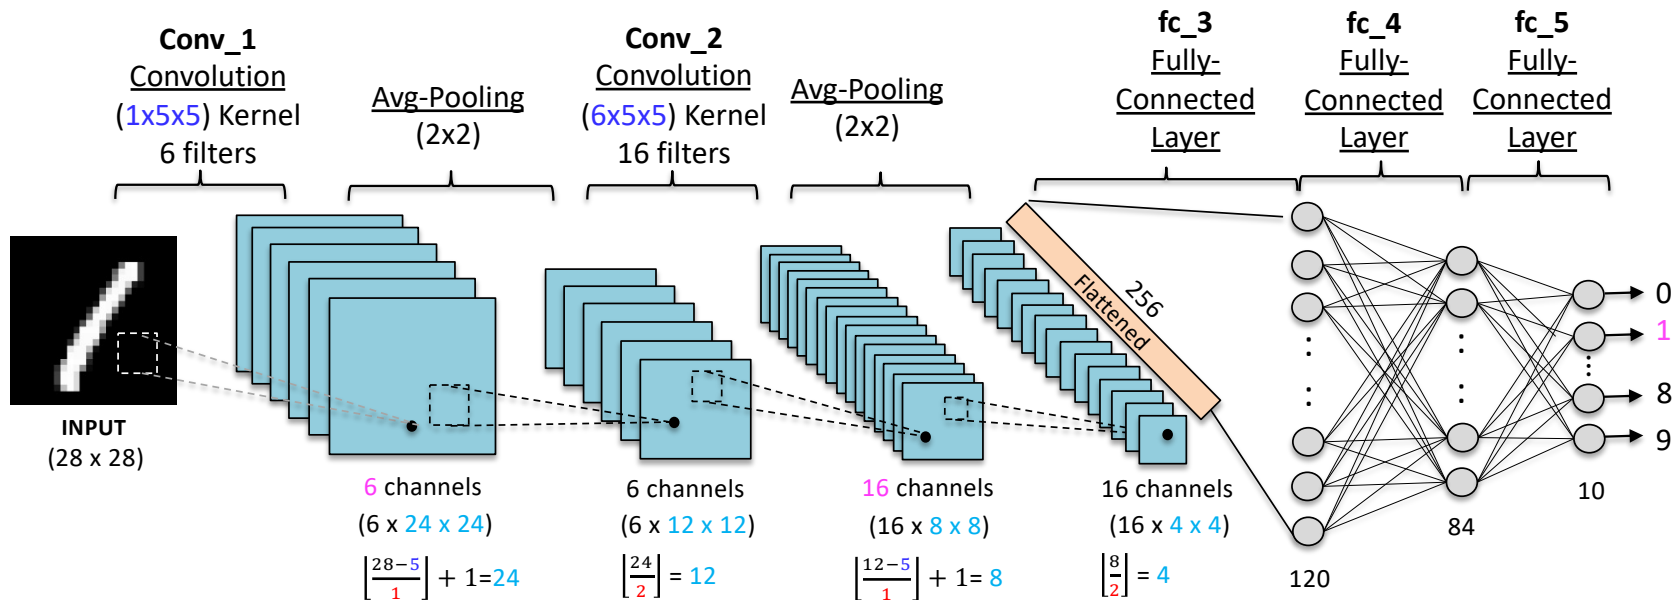 Conv_1
Convolution
(1x5x5) Kernel
6 filters
Avg-Pooling
(2x2)
Conv_2
Convolution
(6x5x5) Kernel
16 filters
Avg-Pooling
(2x2)
fc_3
Fully-
Connected
Layer
fc_4
Fully-
Connected
Layer
fc_5
Fully-
Connected
Layer
INPUT
(28 x 28)
6 channels
(6 x 24 x 24)
⌊28−5/1⌋ + 1=24
6 channels
(6 x 12 x 12)
⌊24/2⌋ = 12
16 channels
(16 x 8 x 8)
⌊12−5/1⌋ + 1= 8
16 channels
(16 x 4 x 4)
⌊8/2⌋ = 4
256
Flattened
120
84
10
0
1
8
9